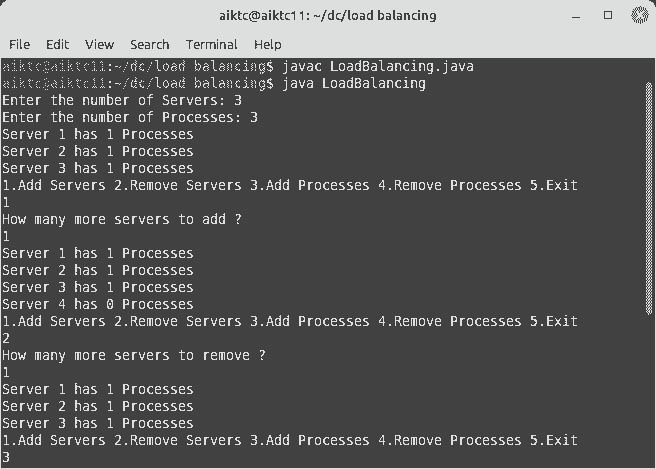 aiktc@aiktc11: ~/dc/load balancing
File Edit View Search Terminal Help
aiktc@aiktc11:~/dc/load balancing$ javac LoadBalancing.java
aiktc@aiktc11:~/dc/load balancing$ java LoadBalancing
Enter the number of Servers: 3
Enter the number of Processes: 3
Server 1 has 1 Processes
Server 2 has 1 Processes
Server 3 has 1 Processes
1.Add Servers 2.Remove Servers 3.Add Processes 4.Remove Processes 5.Exit
1
How many more servers to add ?
1
Server 1 has 1 Processes
Server 2 has 1 Processes
Server 3 has 1 Processes
Server 4 has 0 Processes
1.Add Servers 2.Remove Servers 3.Add Processes 4.Remove Processes 5.Exit
2
How many more servers to remove ?
1
Server 1 has 1 Processes
Server 2 has 1 Processes
Server 3 has 1 Processes
1.Add Servers 2.Remove Servers 3.Add Processes 4.Remove Processes 5.Exit
3